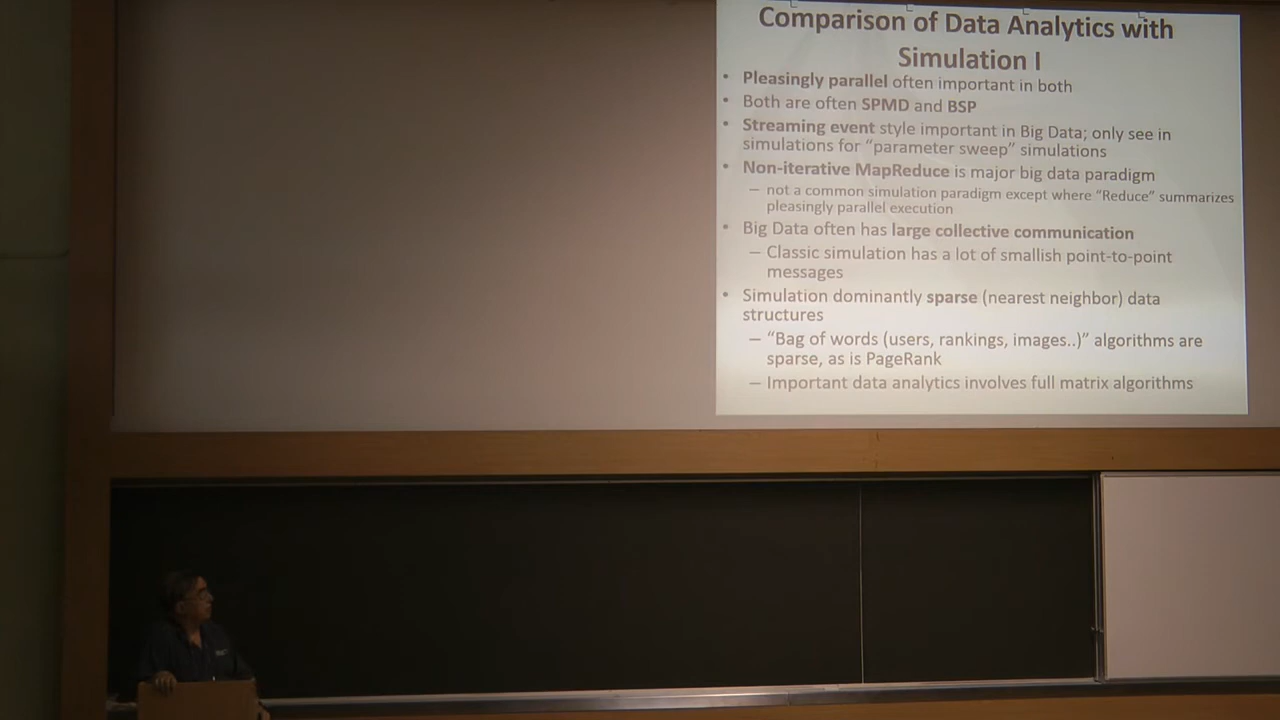 Comparison of Data Analytics with
Simulation I
• Pleasingly parallel often important in both
• Both are often SPMD and BSP
• Streaming event style important in Big Data; only see in
simulations for “parameter sweep” simulations
• Non-iterative MapReduce is major big data paradigm
– not a common simulation paradigm except where “Reduce” summarizes
pleasingly parallel execution
• Big Data often has large collective communication
– Classic simulation has a lot of smallish point-to-point
messages
• Simulation dominantly sparse (nearest neighbor) data
structures
– “Bag of words (users, rankings, images..)” algorithms are
sparse, as is PageRank
– Important data analytics involves full matrix algorithms